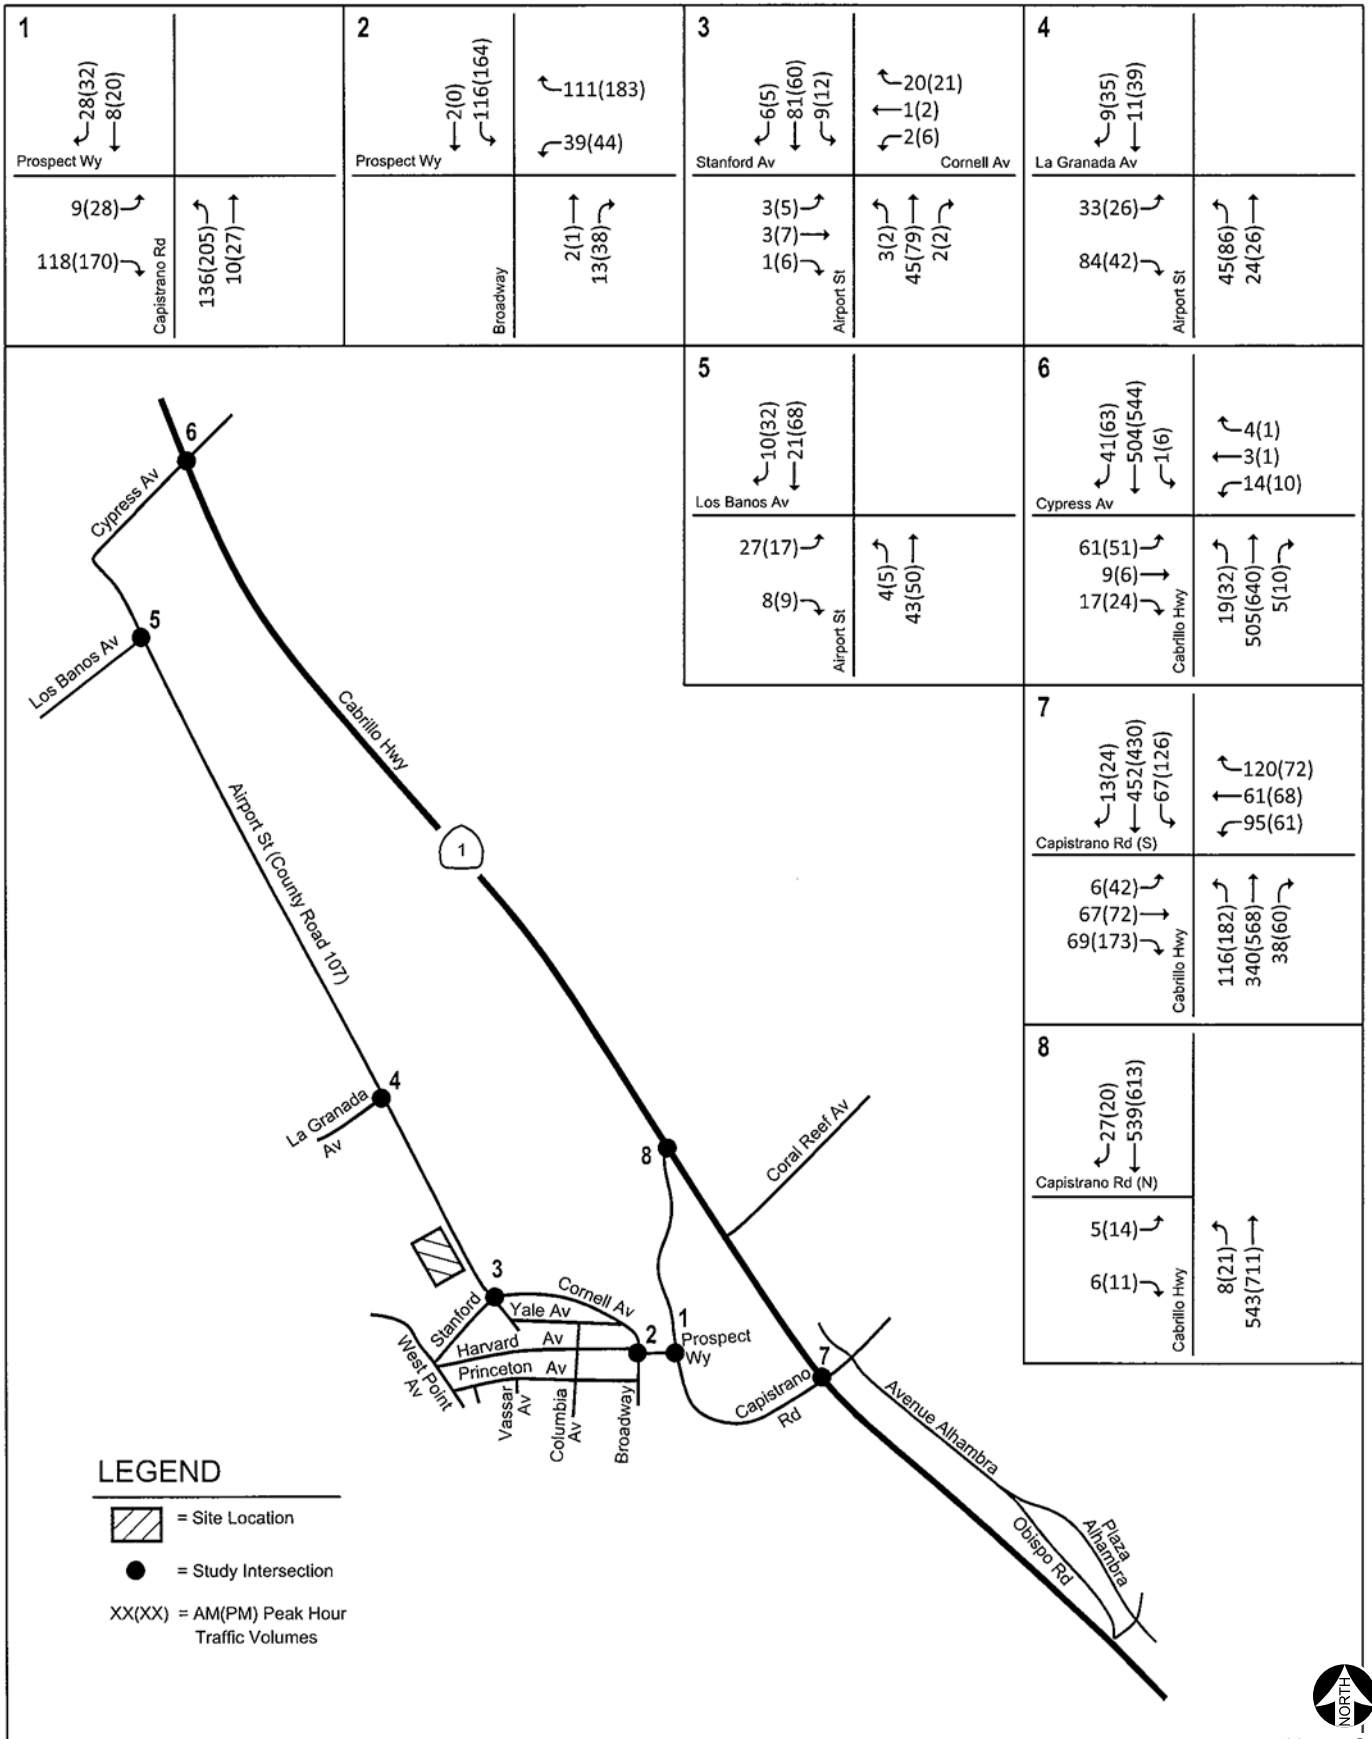 1
28(32)
8(20)
Prospect Wy
9(28)
118(170)
Capistrano Rd
136(205)
10(27)
2
2(0)
116(164)
111(183)
39(44)
Prospect Wy
Broadway
2(1)
13(38)
3
6(5)
81(60)
9(12)
20(21)
1(2)
2(6)
Stanford Av
Cornell Av
3(5)
3(7)
1(6)
Airport St
3(2)
45(79)
2(2)
4
9(35)
11(39)
La Granada Av
33(26)
84(42)
Airport St
45(86)
24(26)
5
10(32)
21(68)
Los Banos Av
27(17)
8(9)
Airport St
4(5)
43(50)
6
41(63)
504(544)
1(6)
4(1)
3(1)
14(10)
Cypress Av
61(51)
9(6)
17(24)
Cabrillo Hwy
19(32)
505(640)
5(10)
7
13(24)
452(430)
67(126)
120(72)
61(68)
95(61)
Capistrano Rd (S)
6(42)
67(72)
69(173)
Cabrillo Hwy
116(182)
340(568)
38(60)
8
27(20)
539(613)
Capistrano Rd (N)
5(14)
6(11)
Cabrillo Hwy
8(21)
543(711)
6
Cypress Av
5
Los Banos Av
Cabrillo Hwy
1
Airport St (County Road 107)
4
La Granada
Av
8
Coral Reef Av
3
Stanford
Cornell Av
Yale Av
Harvard Av
Princeton Av
West Point
Av
Vassar
Av
Columbia
Av
Broadway
2
1
Prospect
Wy
7
Capistrano
Rd
Avenue Alhambra
Obispo Rd
Plaza
Alhambra
LEGEND
= Site Location
= Study Intersection
XX(XX) = AM(PM) Peak Hour
Traffic Volumes
NORTH